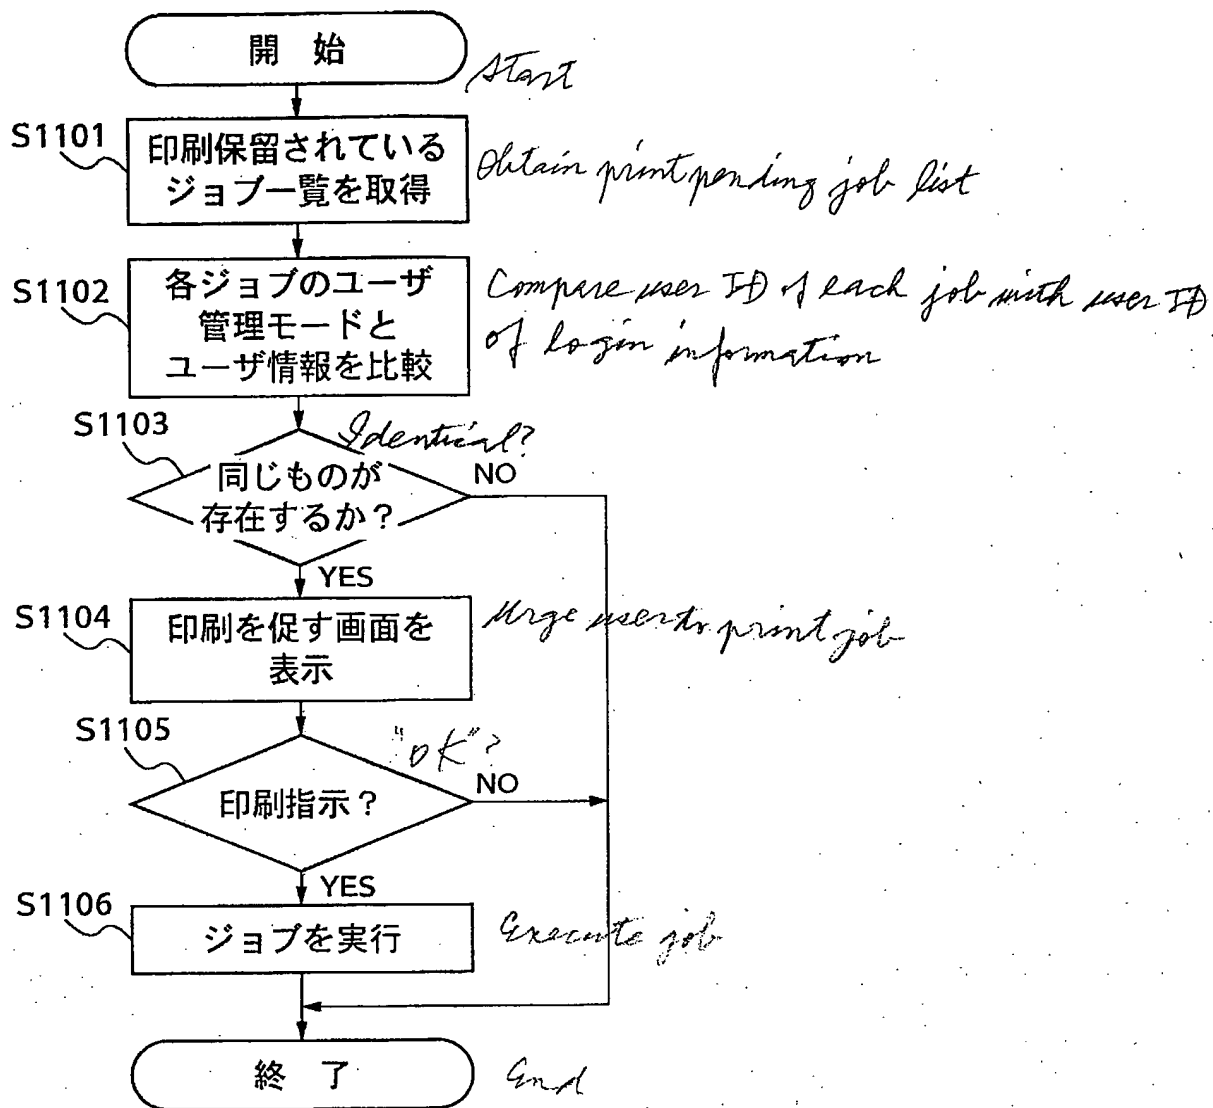 開 始
Start
S1101
印刷保留されている
ジョブ一覧を取得
Obtain print pending job list
S1102
各ジョブのユーザ
管理モードと
ユーザ情報を比較
Compare user ID of each job with user ID
of login information
S1103
Identical?
同じものが
存在するか?
NO
YES
S1104
印刷を促す画面を
表示
Urge user to print job
S1105
"OK"?
印刷指示?
NO
YES
S1106
ジョブを実行
Execute job
終 了
End